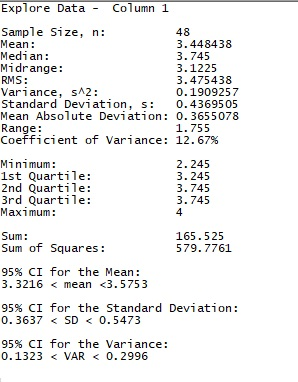 Explore Data -  Column 1
Sample Size, n: 48
Mean: 3.448438
Median: 3.745
Midrange: 3.1225
RMS: 3.475438
Variance, s^2: 0.1909257
Standard Deviation, s: 0.4369505
Mean Absolute Deviation: 0.3655078
Range: 1.755
Coefficient of Variance: 12.67%
Minimum: 2.245
1st Quartile: 3.245
2nd Quartile: 3.745
3rd Quartile: 3.745
Maximum: 4
Sum: 165.525
Sum of Squares: 579.7761
95% CI for the Mean:
3.3216 < mean <3.5753
95% CI for the Standard Deviation:
0.3637 < SD < 0.5473
95% CI for the Variance:
0.1323 < VAR < 0.2996